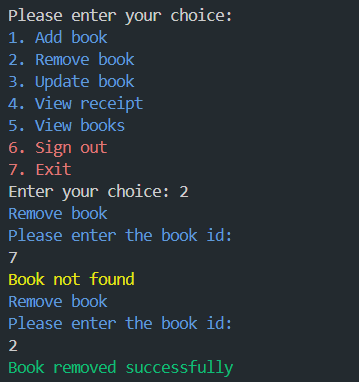 Please enter your choice:
1. Add book
2. Remove book
3. Update book
4. View receipt
5. View books
6. Sign out
7. Exit
Enter your choice: 2
Remove book
Please enter the book id:
7
Book not found
Remove book
Please enter the book id:
2
Book removed successfully